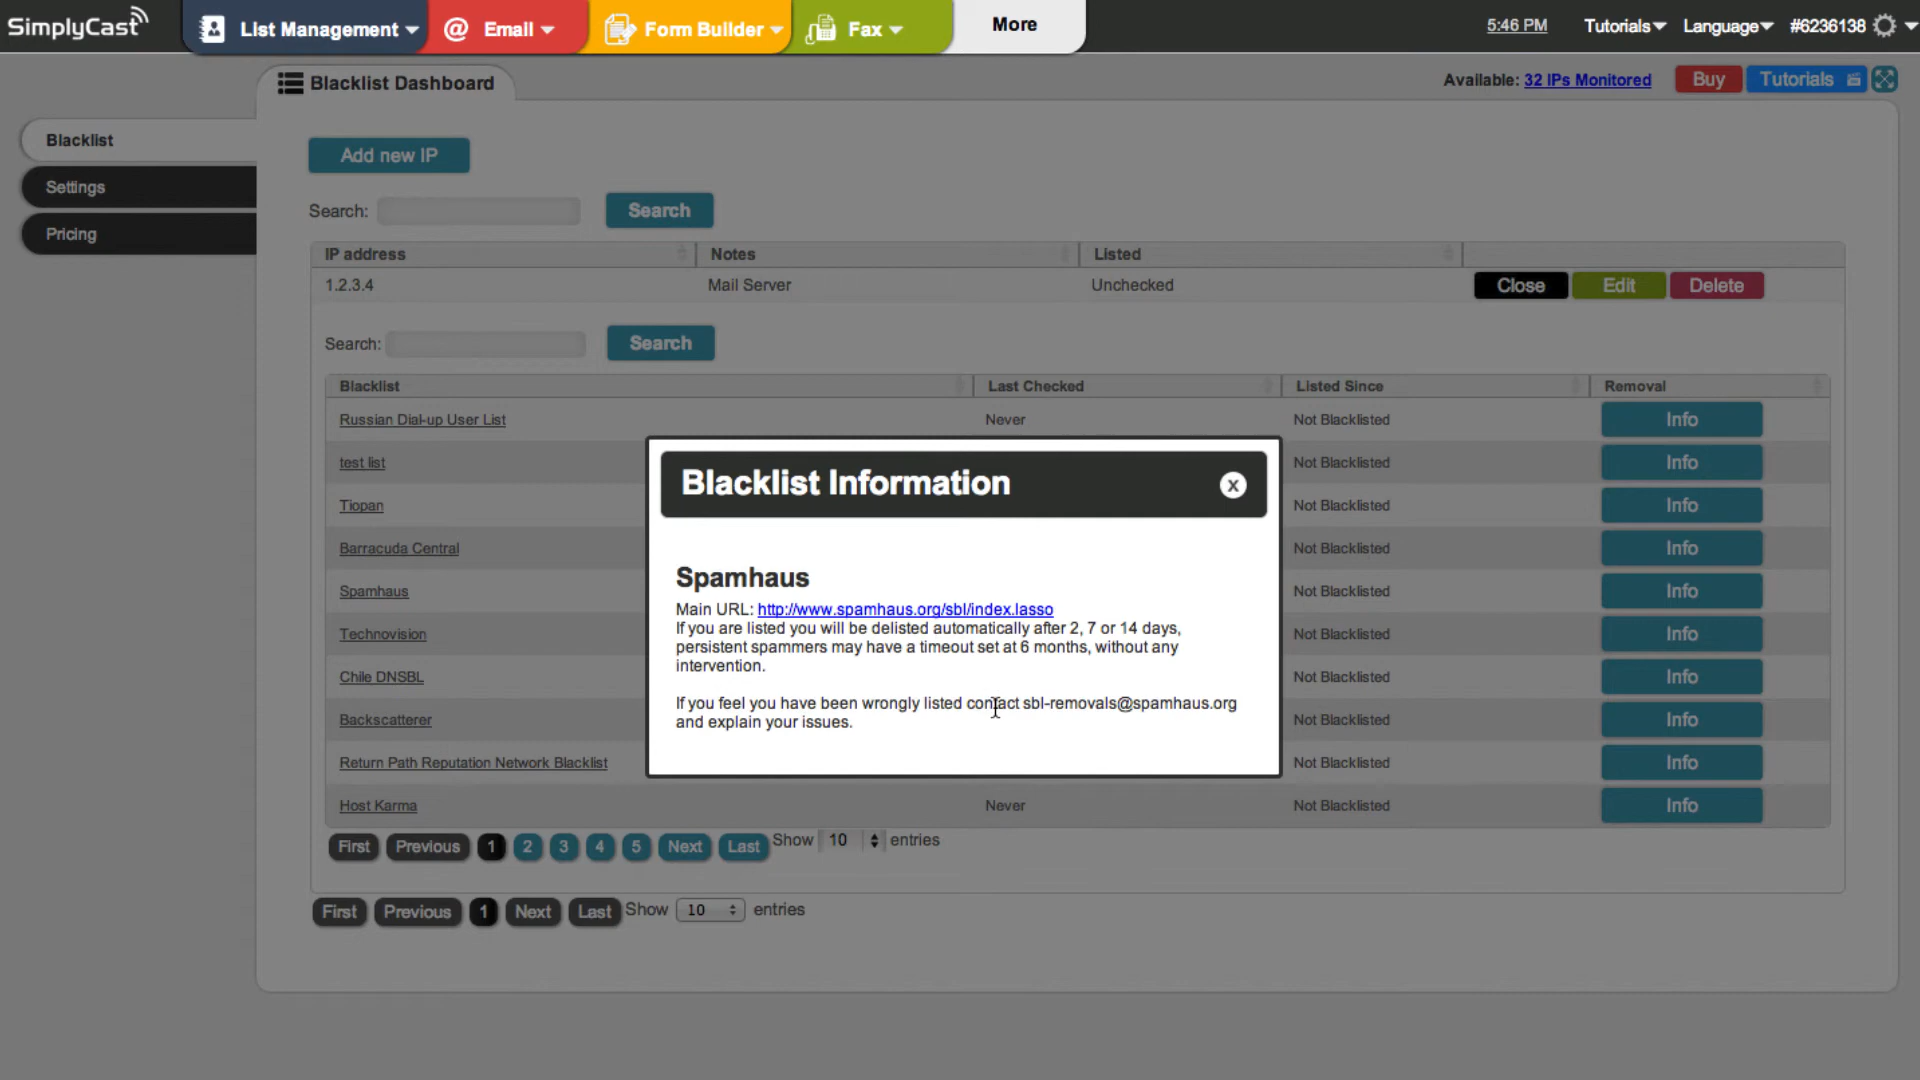 SimplyCast
List Management
Email
Form Builder
Fax
More
5:46 PM
Tutorials
Language
#6236138
Blacklist Dashboard
Available: 32 IPs Monitored
Buy
Tutorials
Blacklist
Settings
Pricing
Add new IP
Search:
Search
IP address
Notes
Listed
1.2.3.4
Mail Server
Unchecked
Close
Edit
Delete
Search:
Search
Blacklist
Last Checked
Listed Since
Removal
Russian Dial-up User List
Never
Not Blacklisted
Info
test list
Not Blacklisted
Info
Tiopan
Not Blacklisted
Info
Barracuda Central
Not Blacklisted
Info
Spamhaus
Not Blacklisted
Info
Technovision
Not Blacklisted
Info
Chile DNSBL
Not Blacklisted
Info
Backscatterer
Not Blacklisted
Info
Return Path Reputation Network Blacklist
Not Blacklisted
Info
Host Karma
Never
Not Blacklisted
Info
Blacklist Information
x
Spamhaus
Main URL: http://www.spamhaus.org/sbl/index.lasso
If you are listed you will be delisted automatically after 2, 7 or 14 days,
persistent spammers may have a timeout set at 6 months, without any
intervention.
If you feel you have been wrongly listed contact sbl-removals@spamhaus.org
and explain your issues.
First Previous 1 2 3 4 5 Next Last Show 10 entries
First Previous 1 Next Last Show 10 entries